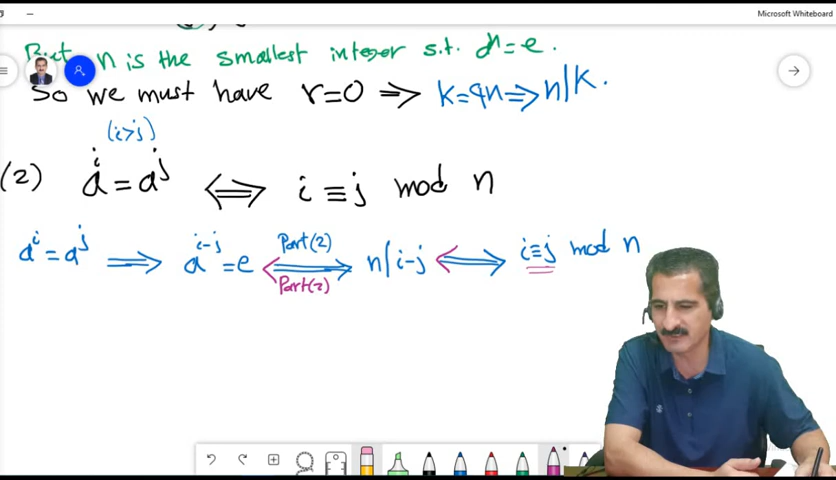 Microsoft Whiteboard
But n is the smallest integer s.t. aⁿ=e.
So we must have r=0 ⟹ k=qn ⟹ n|k.
(i>j)
(2) aⁱ = aʲ ⟺ i ≡ j mod n
aⁱ = aʲ ⟹ aⁱ⁻ʲ = e ⟺ n|i-j ⟺ i≡j mod n
Part(2)
Part(2)